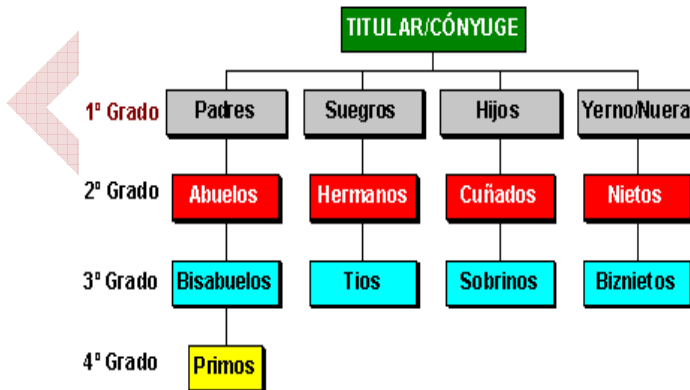 TITULAR/CÓNYUGE
1º Grado Padres Suegros Hijos Yerno/Nuera
2º Grado Abuelos Hermanos Cuñados Nietos
3º Grado Bisabuelos Tios Sobrinos Biznietos
4º Grado Primos